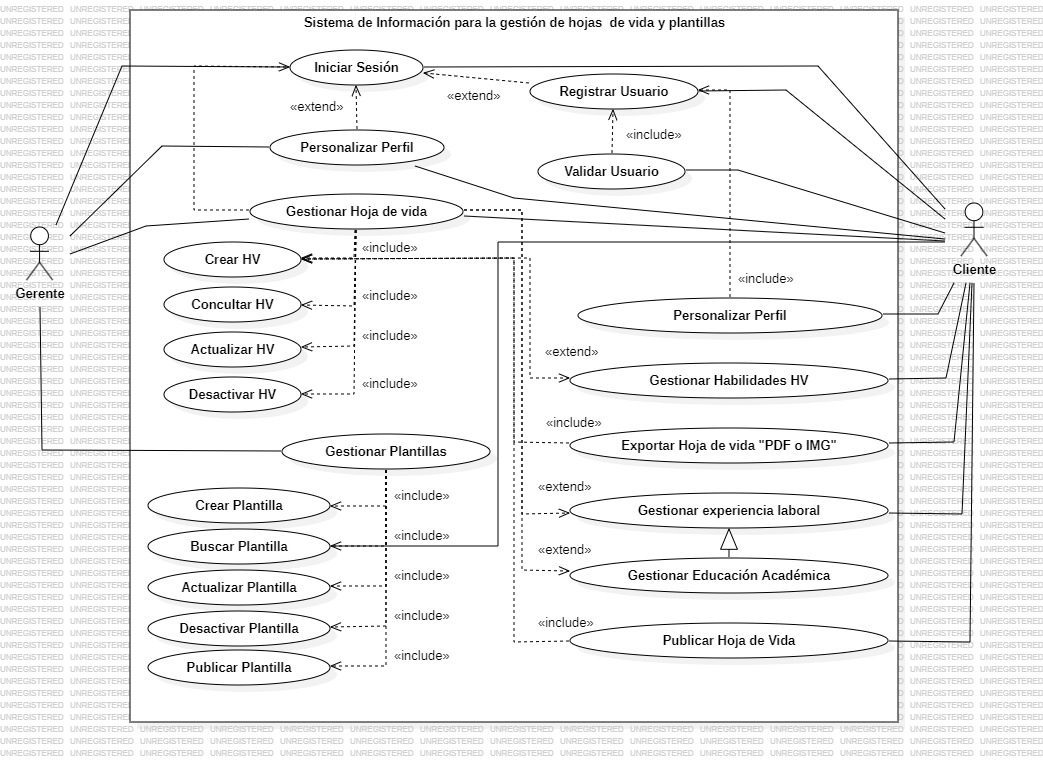 Sistema de Información para la gestión de hojas  de vida y plantillas
Iniciar Sesión
«extend»
«extend»
Registrar Usuario
«include»
Personalizar Perfil
Validar Usuario
Gestionar Hoja de vida
Gerente
Cliente
«include»
Crear HV
«include»
Concultar HV
«include»
Actualizar HV
«include»
Desactivar HV
«include»
Personalizar Perfil
«extend»
Gestionar Habilidades HV
«include»
Exportar Hoja de vida "PDF o IMG"
«extend»
Gestionar experiencia laboral
«extend»
Gestionar Educación Académica
«include»
Publicar Hoja de Vida
Gestionar Plantillas
«include»
Crear Plantilla
«include»
Buscar Plantilla
«include»
Actualizar Plantilla
«include»
Desactivar Plantilla
«include»
Publicar Plantilla
UNREGISTERED